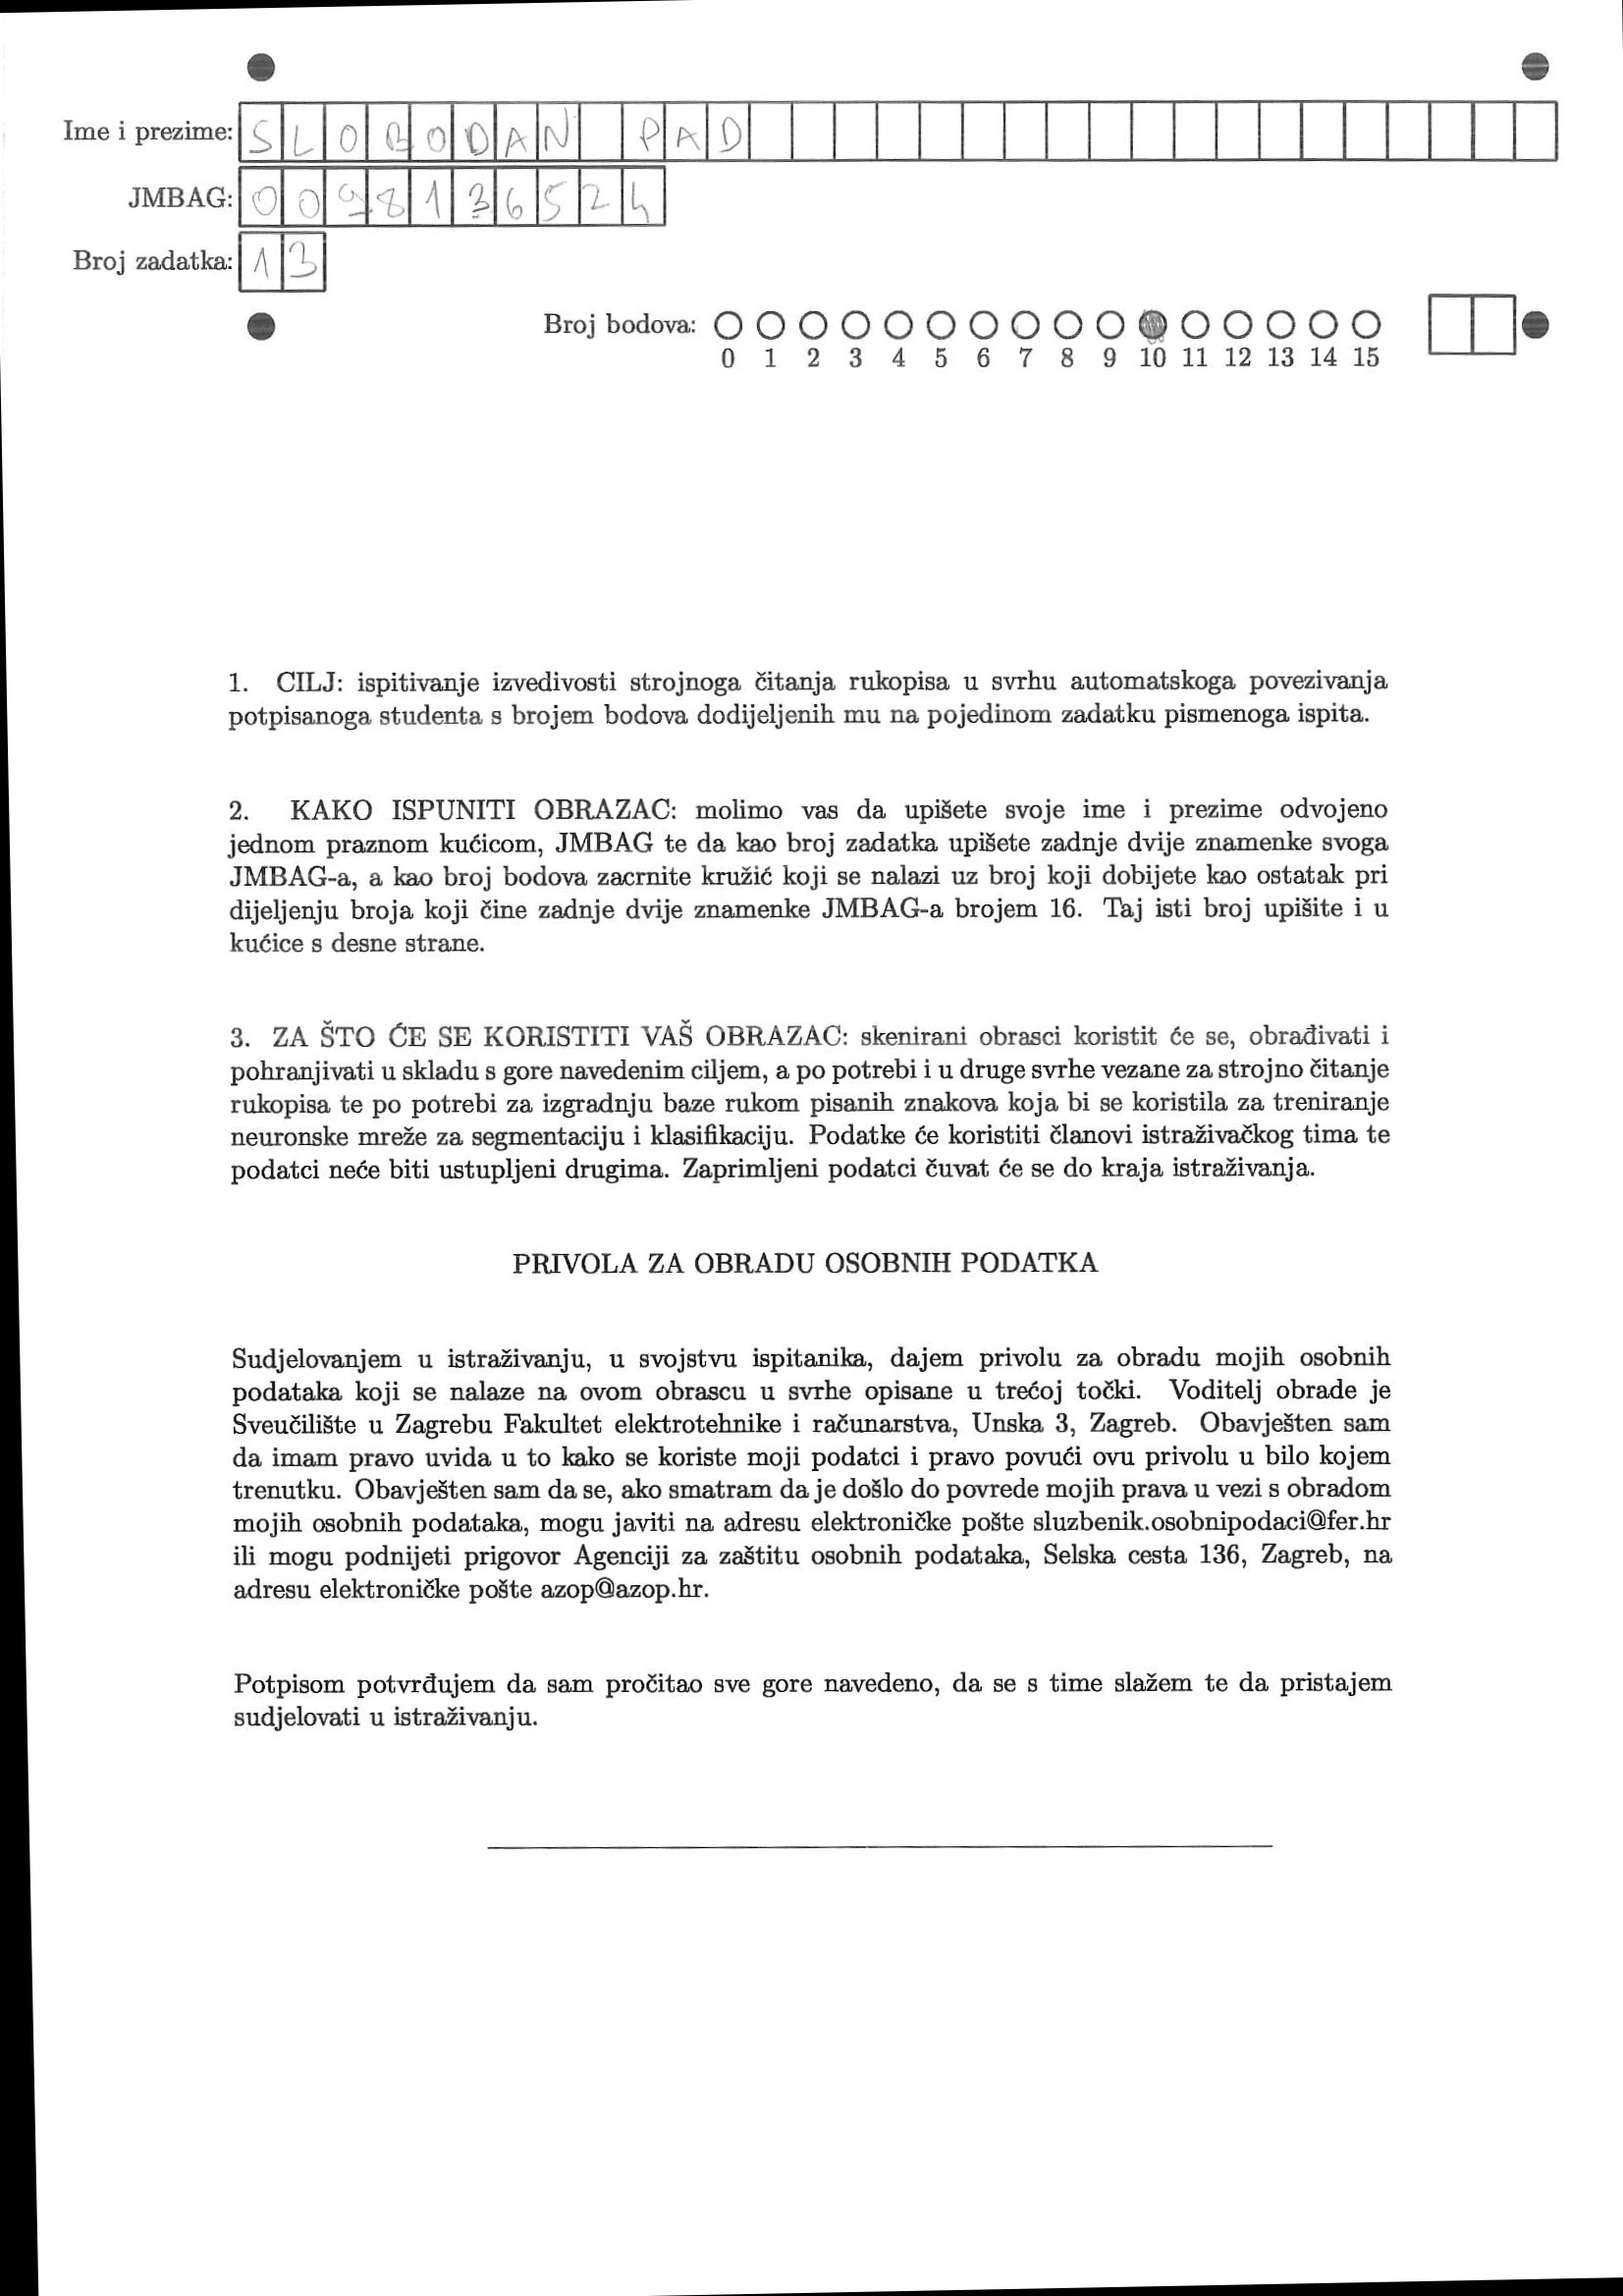 Ime i prezime: SLOBODAN PAD
JMBAG: 0098136524
Broj zadatka: 13
Broj bodova:
0 1 2 3 4 5 6 7 8 9 10 11 12 13 14 15
1. CILJ: ispitivanje izvedivosti strojnoga čitanja rukopisa u svrhu automatskoga povezivanja
potpisanoga studenta s brojem bodova dodijeljenih mu na pojedinom zadatku pismenoga ispita.
2. KAKO ISPUNITI OBRAZAC: molimo vas da upišete svoje ime i prezime odvojeno
jednom praznom kućicom, JMBAG te da kao broj zadatka upišete zadnje dvije znamenke svoga
JMBAG-a, a kao broj bodova zacrnite kružić koji se nalazi uz broj koji dobijete kao ostatak pri
dijeljenju broja koji čine zadnje dvije znamenke JMBAG-a brojem 16. Taj isti broj upišite i u
kućice s desne strane.
3. ZA ŠTO ĆE SE KORISTITI VAŠ OBRAZAC: skenirani obrasci koristit će se, obrađivati i
pohranjivati u skladu s gore navedenim ciljem, a po potrebi i u druge svrhe vezane za strojno čitanje
rukopisa te po potrebi za izgradnju baze rukom pisanih znakova koja bi se koristila za treniranje
neuronske mreže za segmentaciju i klasifikaciju. Podatke će koristiti članovi istraživačkog tima te
podatci neće biti ustupljeni drugima. Zaprimljeni podatci čuvat će se do kraja istraživanja.
PRIVOLA ZA OBRADU OSOBNIH PODATKA
Sudjelovanjem u istraživanju, u svojstvu ispitanika, dajem privolu za obradu mojih osobnih
podataka koji se nalaze na ovom obrascu u svrhe opisane u trećoj točki. Voditelj obrade je
Sveučilište u Zagrebu Fakultet elektrotehnike i računarstva, Unska 3, Zagreb. Obavješten sam
da imam pravo uvida u to kako se koriste moji podatci i pravo povući ovu privolu u bilo kojem
trenutku. Obavješten sam da se, ako smatram da je došlo do povrede mojih prava u vezi s obradom
mojih osobnih podataka, mogu javiti na adresu elektroničke pošte sluzbenik.osobnipodaci@fer.hr
ili mogu podnijeti prigovor Agenciji za zaštitu osobnih podataka, Selska cesta 136, Zagreb, na
adresu elektroničke pošte azop@azop.hr.
Potpisom potvrđujem da sam pročitao sve gore navedeno, da se s time slažem te da pristajem
sudjelovati u istraživanju.